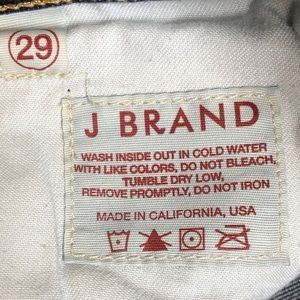 29
J BRAND
WASH INSIDE OUT IN COLD WATER
WITH LIKE COLORS, DO NOT BLEACH,
TUMBLE DRY LOW,
REMOVE PROMPTLY, DO NOT IRON
MADE IN CALIFORNIA, USA